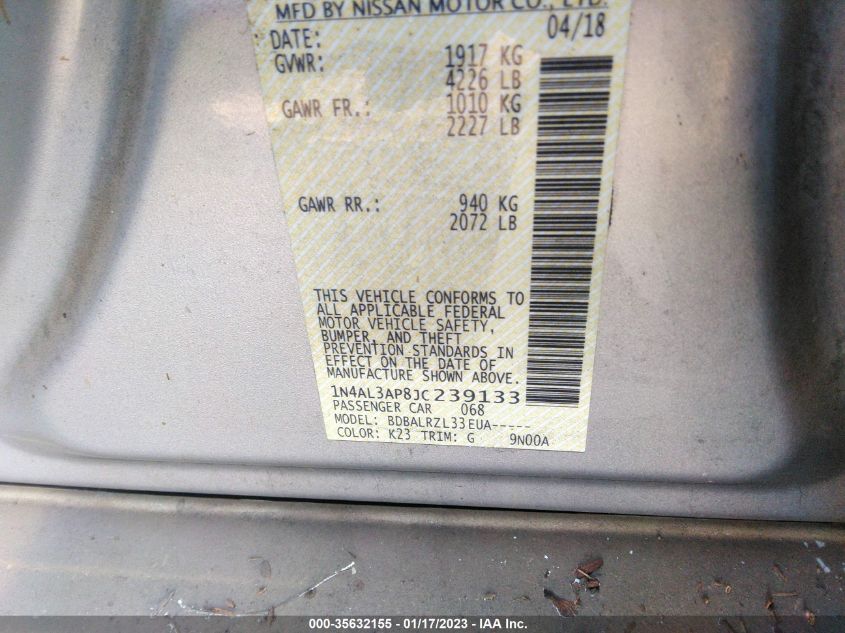 MFD BY NISSAN MOTOR CO., LTD.
DATE: 04/18
GVWR: 1917 KG
4226 LB
GAWR FR.: 1010 KG
2227 LB
GAWR RR.: 940 KG
2072 LB
THIS VEHICLE CONFORMS TO
ALL APPLICABLE FEDERAL
MOTOR VEHICLE SAFETY,
BUMPER, AND THEFT
PREVENTION STANDARDS IN
EFFECT ON THE DATE OF
MANUFACTURE SHOWN ABOVE.
1N4AL3AP8JC239133
PASSENGER CAR 068
MODEL: BDBALRZL33EUA-----
COLOR: K23 TRIM: G 9N00A
000-35632155 - 01/17/2023 - IAA Inc.